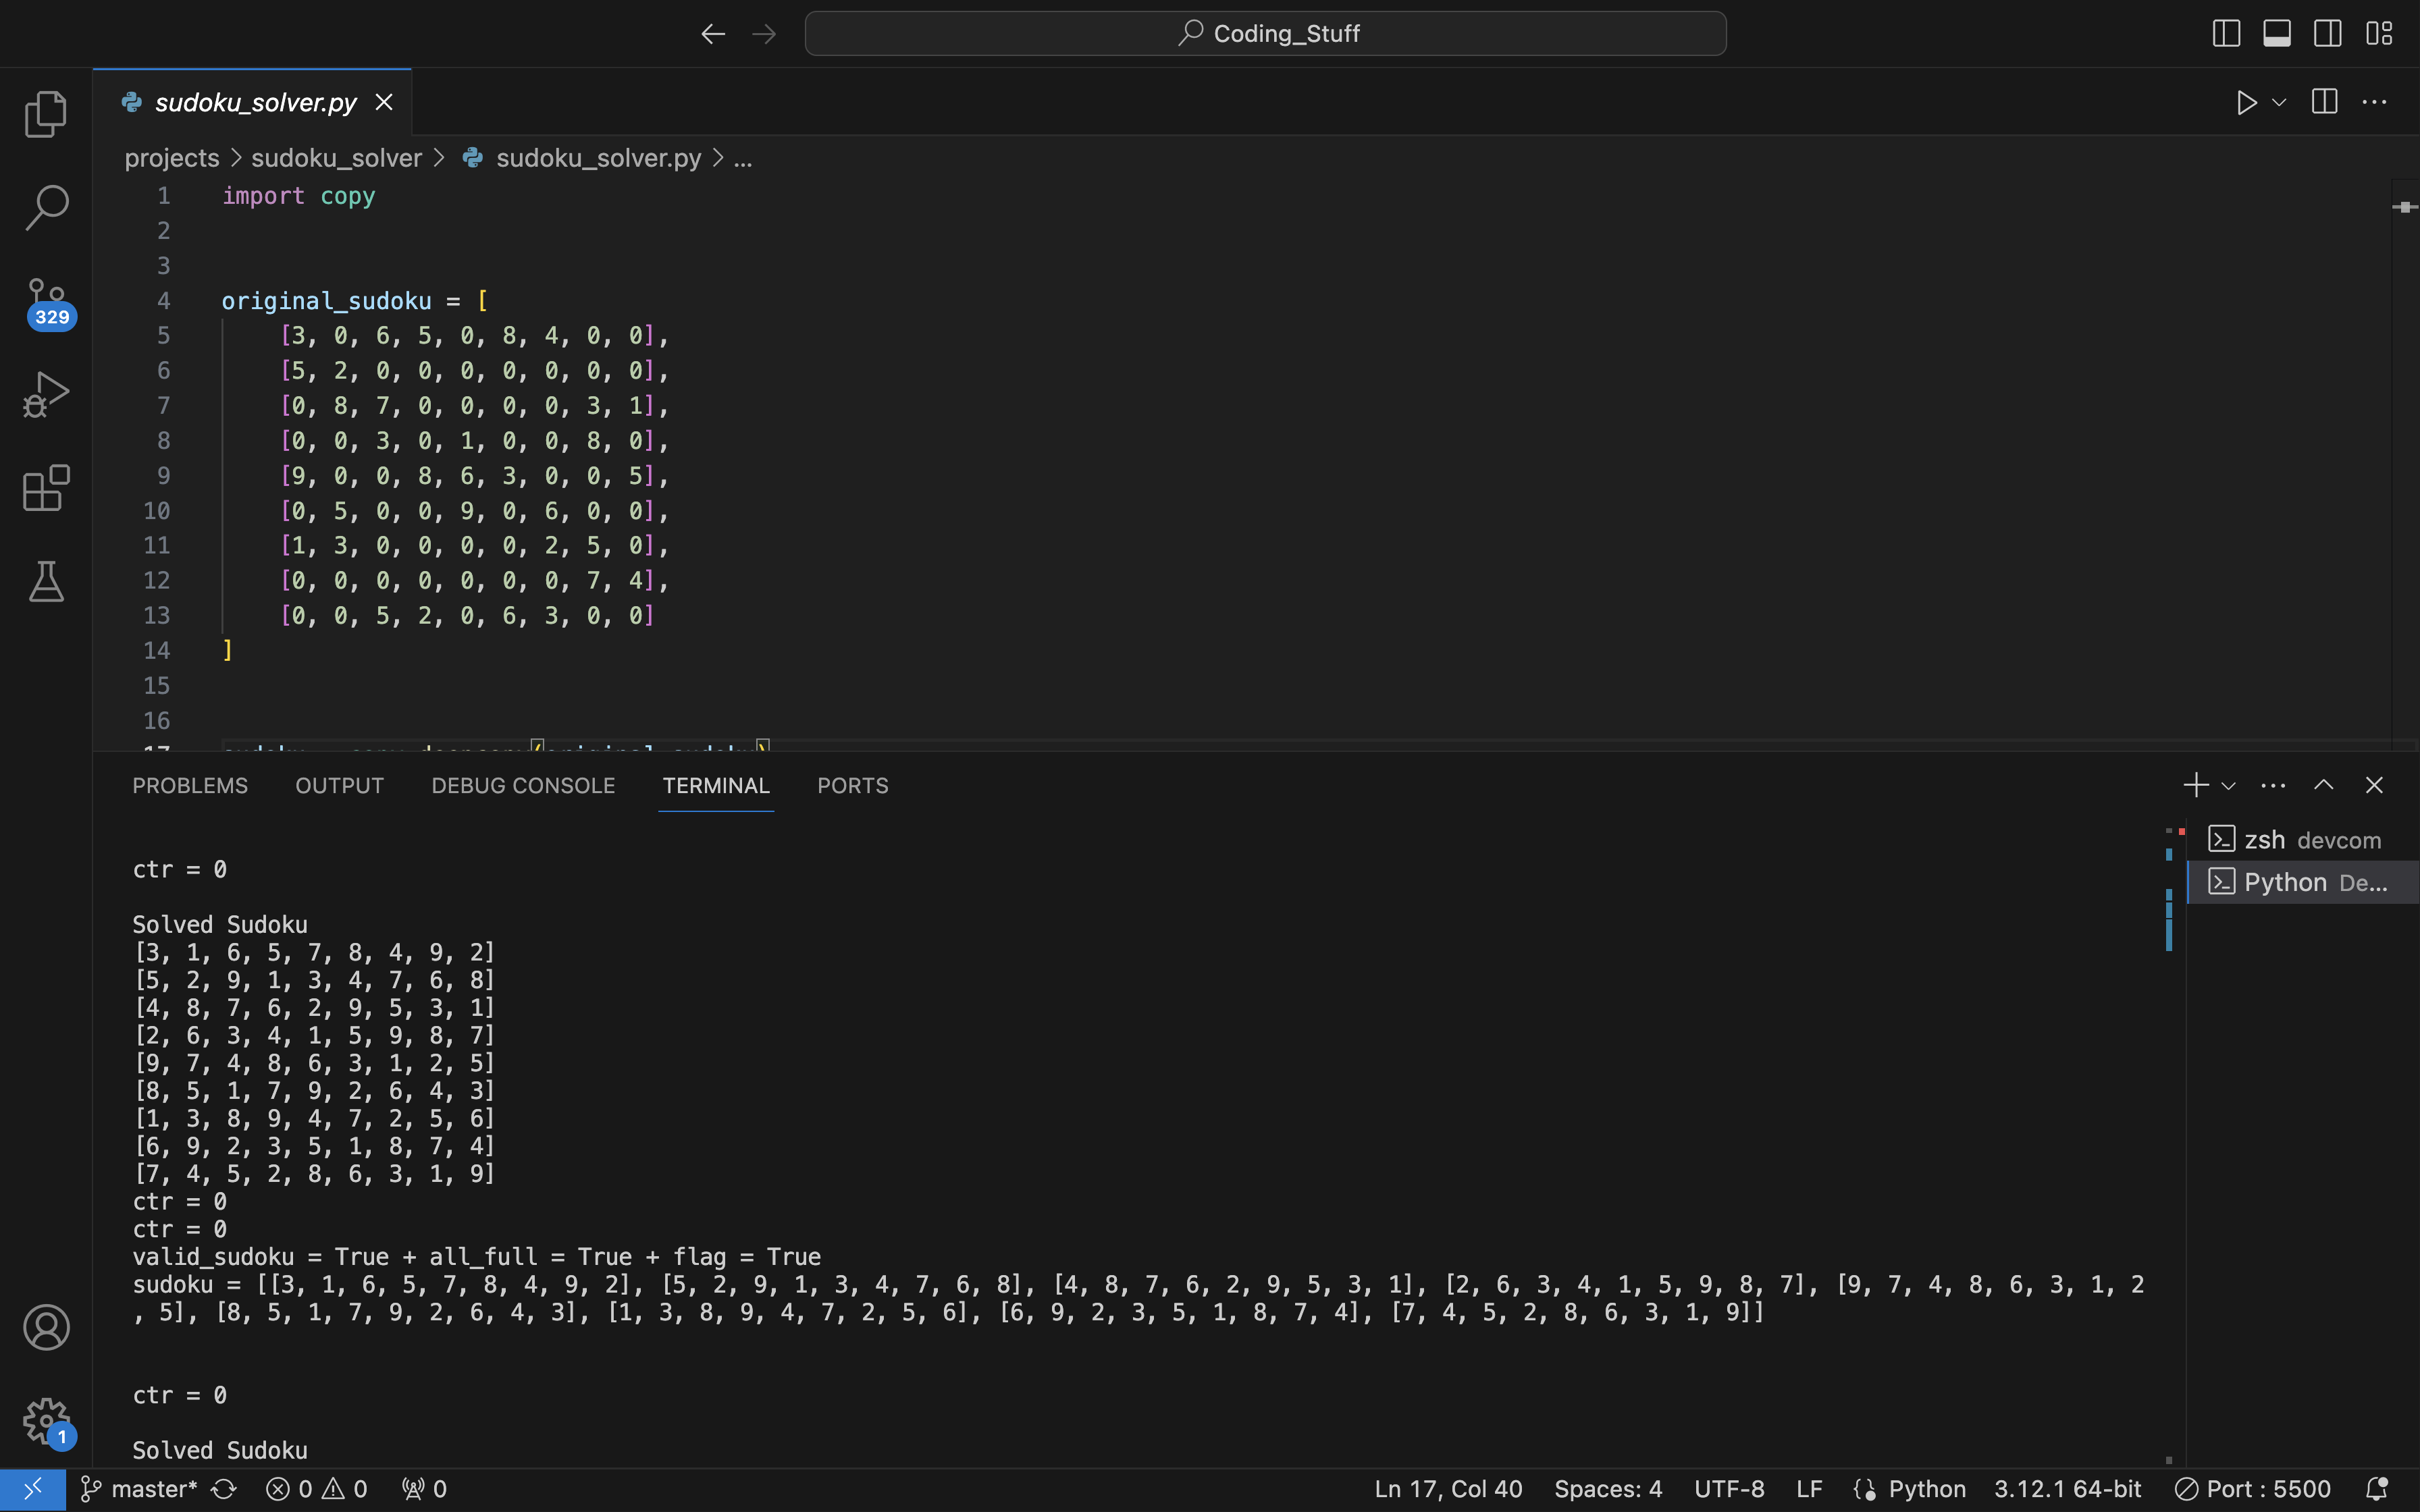 Coding_Stuff
sudoku_solver.py
projects > sudoku_solver > sudoku_solver.py > ...
329
1 import copy
2
3
4 original_sudoku = [
5 [3, 0, 6, 5, 0, 8, 4, 0, 0],
6 [5, 2, 0, 0, 0, 0, 0, 0, 0],
7 [0, 8, 7, 0, 0, 0, 0, 3, 1],
8 [0, 0, 3, 0, 1, 0, 0, 8, 0],
9 [9, 0, 0, 8, 6, 3, 0, 0, 5],
10 [0, 5, 0, 0, 9, 0, 6, 0, 0],
11 [1, 3, 0, 0, 0, 0, 2, 5, 0],
12 [0, 0, 0, 0, 0, 0, 0, 7, 4],
13 [0, 0, 5, 2, 0, 6, 3, 0, 0]
14 ]
15
16
17 sudoku = copy.deepcopy(original_sudoku)
PROBLEMS OUTPUT DEBUG CONSOLE TERMINAL PORTS
zsh devcom
Python De...
ctr = 0
Solved Sudoku
[3, 1, 6, 5, 7, 8, 4, 9, 2]
[5, 2, 9, 1, 3, 4, 7, 6, 8]
[4, 8, 7, 6, 2, 9, 5, 3, 1]
[2, 6, 3, 4, 1, 5, 9, 8, 7]
[9, 7, 4, 8, 6, 3, 1, 2, 5]
[8, 5, 1, 7, 9, 2, 6, 4, 3]
[1, 3, 8, 9, 4, 7, 2, 5, 6]
[6, 9, 2, 3, 5, 1, 8, 7, 4]
[7, 4, 5, 2, 8, 6, 3, 1, 9]
ctr = 0
ctr = 0
valid_sudoku = True + all_full = True + flag = True
sudoku = [[3, 1, 6, 5, 7, 8, 4, 9, 2], [5, 2, 9, 1, 3, 4, 7, 6, 8], [4, 8, 7, 6, 2, 9, 5, 3, 1], [2, 6, 3, 4, 1, 5, 9, 8, 7], [9, 7, 4, 8, 6, 3, 1, 2
, 5], [8, 5, 1, 7, 9, 2, 6, 4, 3], [1, 3, 8, 9, 4, 7, 2, 5, 6], [6, 9, 2, 3, 5, 1, 8, 7, 4], [7, 4, 5, 2, 8, 6, 3, 1, 9]]
ctr = 0
Solved Sudoku
1
master* 0 0 0 Ln 17, Col 40 Spaces: 4 UTF-8 LF Python 3.12.1 64-bit Port : 5500